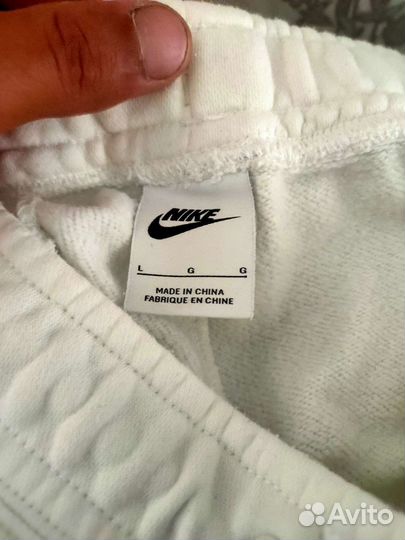 NIKE
L G G
MADE IN CHINA
FABRIQUE EN CHINE
Avito